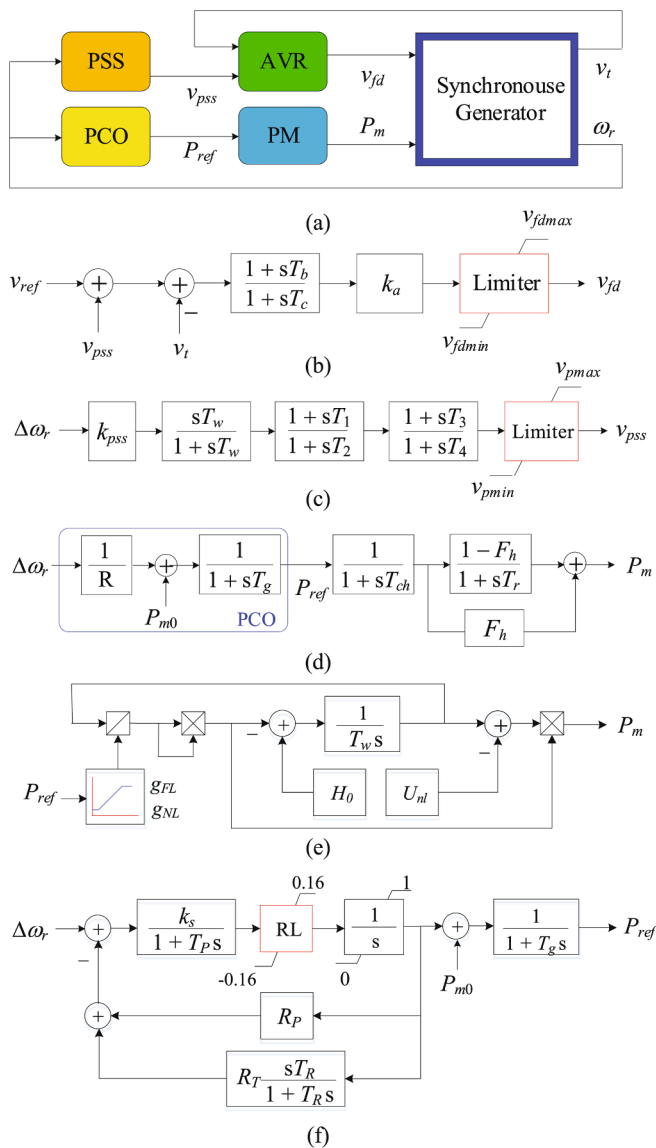 PSS
v_pss
AVR
v_fd
Synchronouse
Generator
v_t
PCO
P_ref
PM
P_m
ω_r
(a)
v_ref
+
v_pss
+
−
v_t
1 + sT_b
1 + sT_c
k_a
v_fdmax
Limiter
v_fdmin
v_fd
(b)
Δω_r
k_pss
sT_w
1 + sT_w
1 + sT_1
1 + sT_2
1 + sT_3
1 + sT_4
v_pmax
Limiter
v_pmin
v_pss
(c)
Δω_r
1
R
+
P_m0
1
1 + sT_g
PCO
P_ref
1
1 + sT_ch
1 − F_h
1 + sT_r
F_h
+
P_m
(d)
P_ref
g_FL
g_NL
−
+
1
T_w s
H_0
U_nl
+
−
P_m
(e)
Δω_r
+
−
k_s
1 + T_P s
0.16
RL
-0.16
1
1
s
0
+
P_m0
1
1 + T_g s
P_ref
+
R_P
R_T sT_R
1 + T_R s
(f)